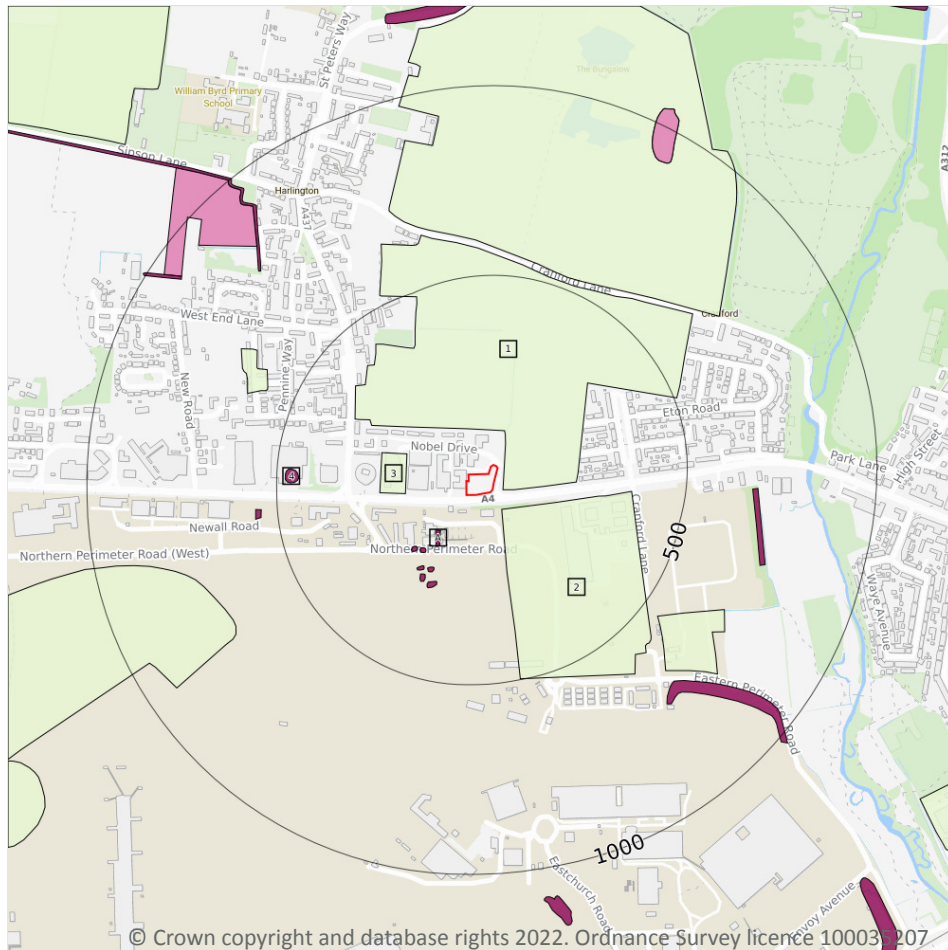 St Peters Way
The Bungalow
William Byrd Primary
School
A312
Sipson Lane
Harlington
A437
Cranford Lane
Cranford
West End Lane
1
Pennine Way
New Road
Eton Road
High Street
Nobel Drive
Park Lane
3
4
A4
Newall Road
Cranford Lane
500
Northern Perimeter Road
Northern Perimeter Road (West)
2
Waye Avenue
Eastern Perimeter Road
1000
Eastchurch Road
Envoy Avenue
© Crown copyright and database rights 2022. Ordnance Survey licence 100035207